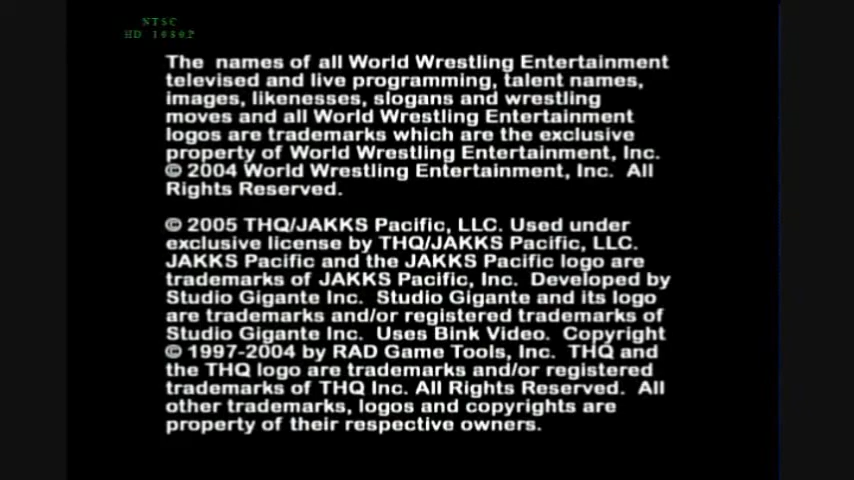 NTSC
HD 1080P
The names of all World Wrestling Entertainment
televised and live programming, talent names,
images, likenesses, slogans and wrestling
moves and all World Wrestling Entertainment
logos are trademarks which are the exclusive
property of World Wrestling Entertainment, Inc.
© 2004 World Wrestling Entertainment, Inc. All
Rights Reserved.
© 2005 THQ/JAKKS Pacific, LLC. Used under
exclusive license by THQ/JAKKS Pacific, LLC.
JAKKS Pacific and the JAKKS Pacific logo are
trademarks of JAKKS Pacific, Inc. Developed by
Studio Gigante Inc. Studio Gigante and its logo
are trademarks and/or registered trademarks of
Studio Gigante Inc. Uses Bink Video. Copyright
© 1997-2004 by RAD Game Tools, Inc. THQ and
the THQ logo are trademarks and/or registered
trademarks of THQ Inc. All Rights Reserved. All
other trademarks, logos and copyrights are
property of their respective owners.